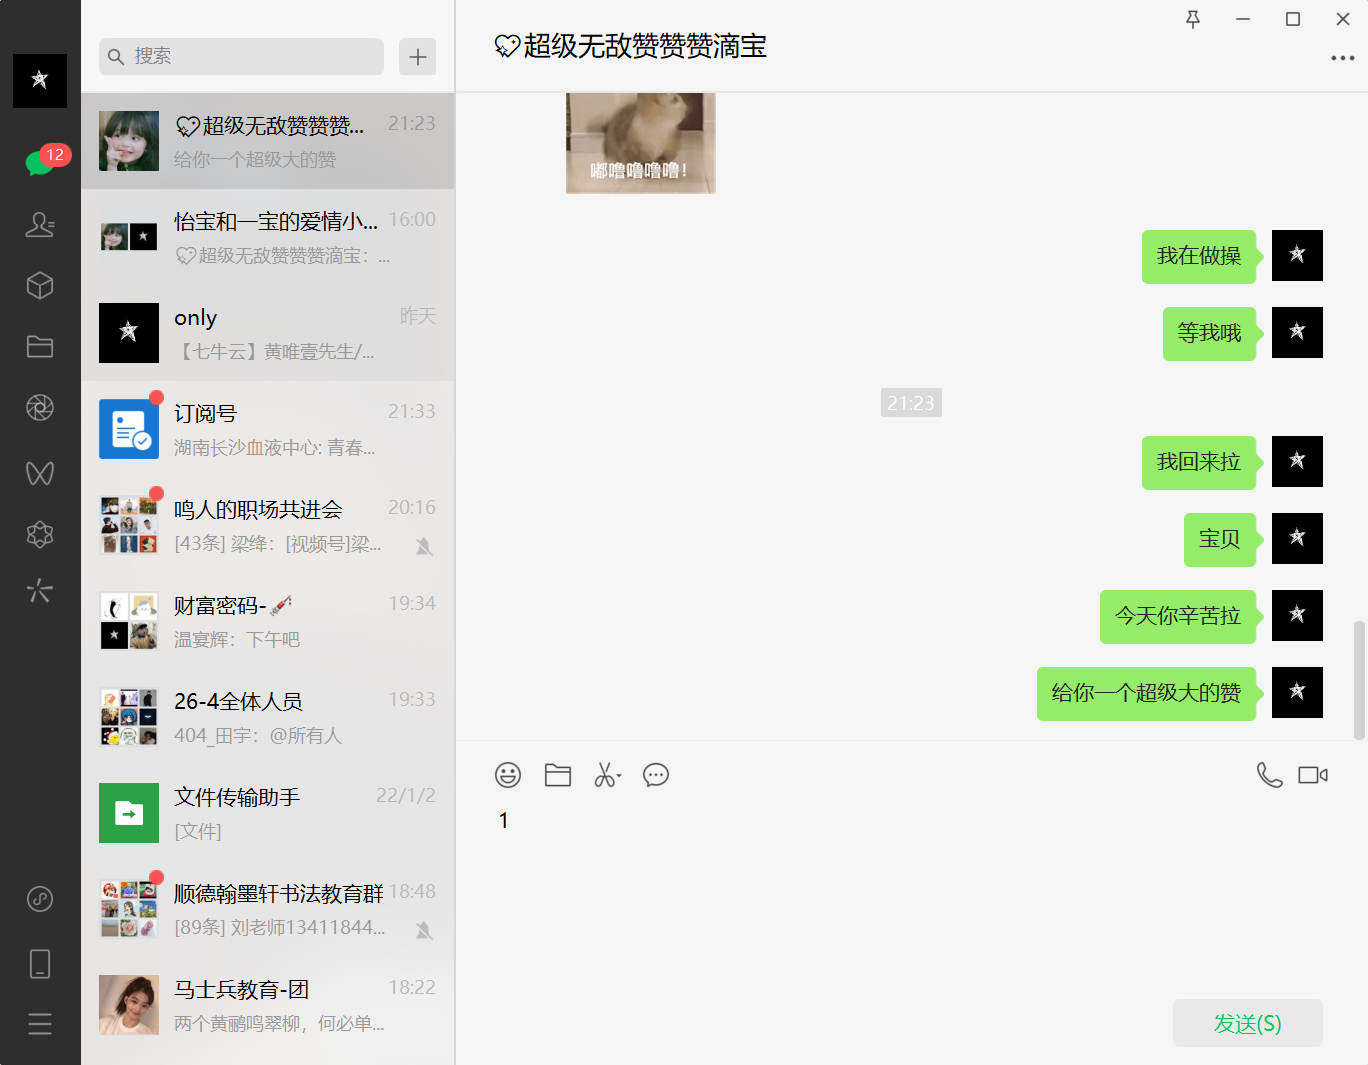 搜索
12
超级无敌赞赞赞...
21:23
给你一个超级大的赞
怡宝和一宝的爱情小...
16:00
超级无敌赞赞赞滴宝：...
only
昨天
【七牛云】黄唯壹先生/...
订阅号
21:33
湖南长沙血液中心: 青春...
鸣人的职场共进会
20:16
[43条] 梁绛：[视频号]梁...
财富密码-
19:34
温宴辉：下午吧
26-4全体人员
19:33
404_田宇：@所有人
文件传输助手
22/1/2
[文件]
顺德翰墨轩书法教育群
18:48
[89条] 刘老师13411844...
马士兵教育-团
18:22
两个黄鹂鸣翠柳，何必单...
超级无敌赞赞赞滴宝
嘟噜噜噜噜！
我在做操
等我哦
21:23
我回来拉
宝贝
今天你辛苦拉
给你一个超级大的赞
1
发送(S)